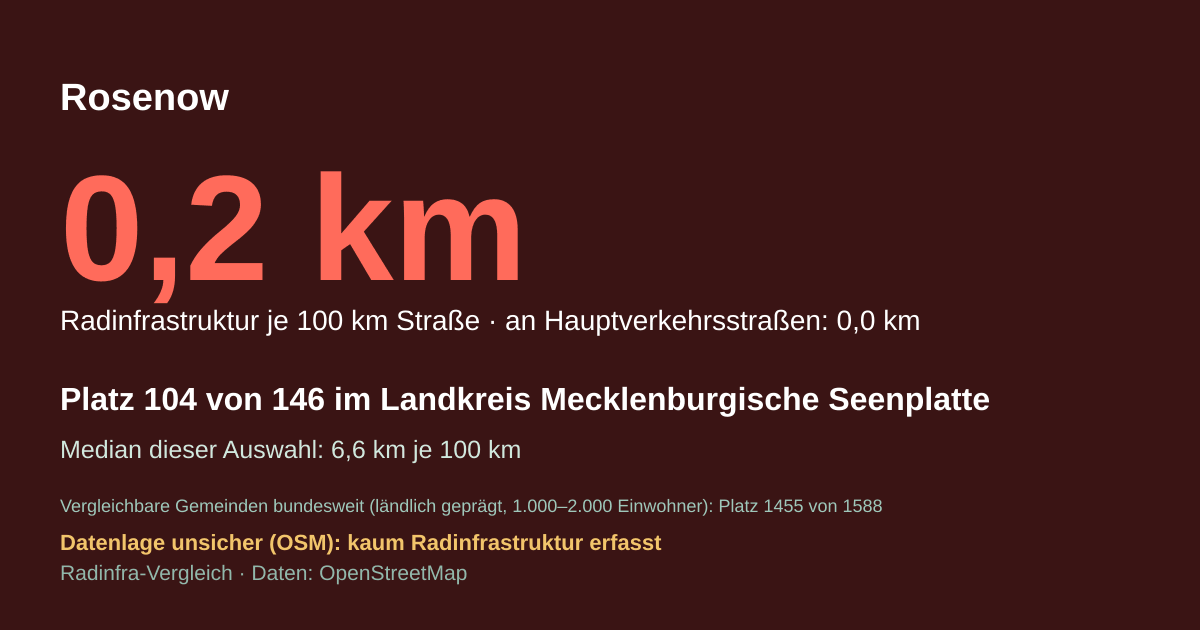 Rosenow
0,2 km
Radinfrastruktur je 100 km Straße · an Hauptverkehrsstraßen: 0,0 km
Platz 104 von 146 im Landkreis Mecklenburgische Seenplatte
Median dieser Auswahl: 6,6 km je 100 km
Vergleichbare Gemeinden bundesweit (ländlich geprägt, 1.000–2.000 Einwohner): Platz 1455 von 1588
Datenlage unsicher (OSM): kaum Radinfrastruktur erfasst
Radinfra-Vergleich · Daten: OpenStreetMap